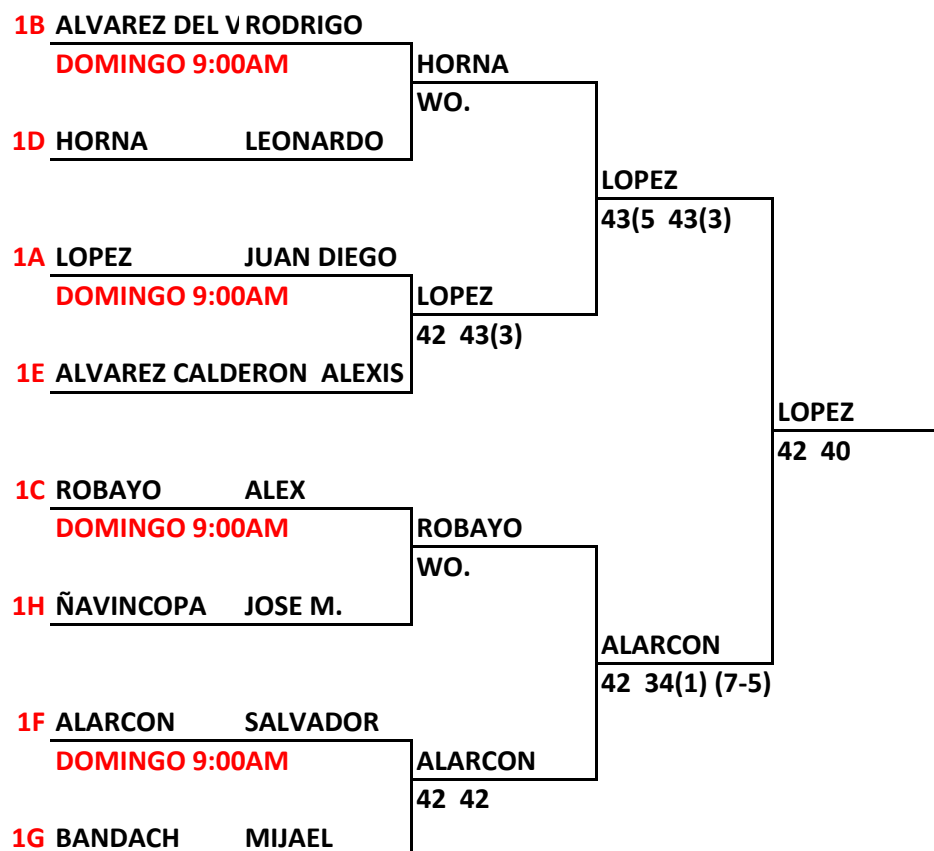 1B ALVAREZ DEL V RODRIGO
DOMINGO 9:00AM
HORNA
WO.
1D HORNA LEONARDO
LOPEZ
43(5 43(3)
1A LOPEZ JUAN DIEGO
DOMINGO 9:00AM
LOPEZ
42 43(3)
1E ALVAREZ CALDERON ALEXIS
LOPEZ
42 40
1C ROBAYO ALEX
DOMINGO 9:00AM
ROBAYO
WO.
1H ÑAVINCOPA JOSE M.
ALARCON
42 34(1) (7-5)
1F ALARCON SALVADOR
DOMINGO 9:00AM
ALARCON
42 42
1G BANDACH MIJAEL